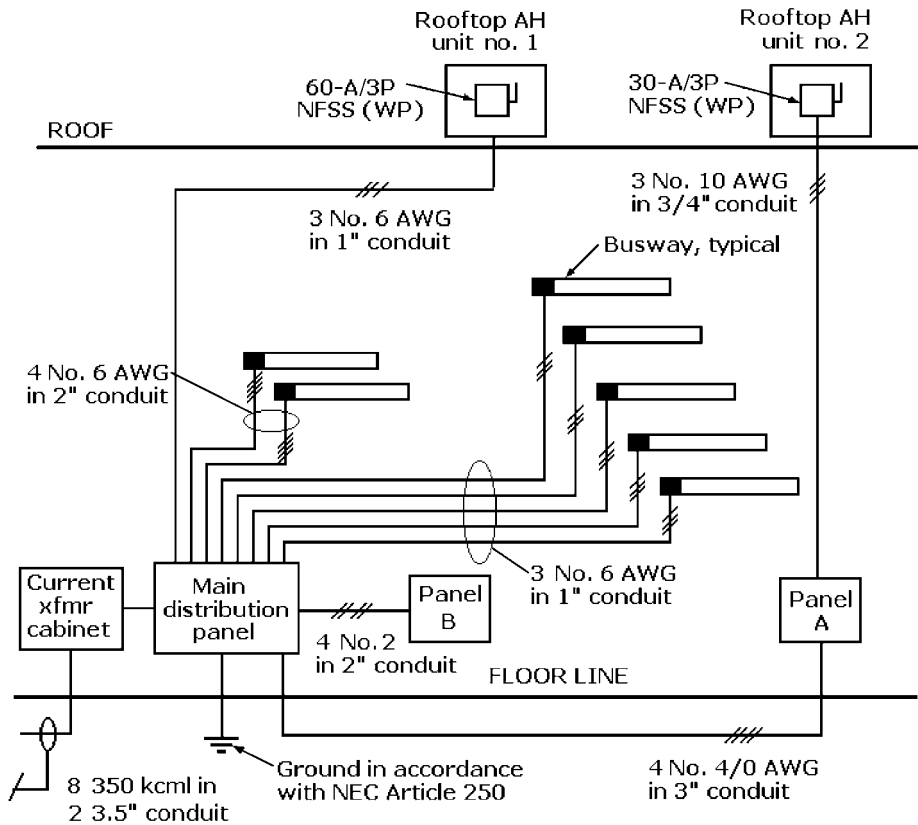 Rooftop AH
unit no. 1
Rooftop AH
unit no. 2
60-A/3P
NFSS (WP)
30-A/3P
NFSS (WP)
ROOF
3 No. 6 AWG
in 1" conduit
3 No. 10 AWG
in 3/4" conduit
Busway, typical
4 No. 6 AWG
in 2" conduit
3 No. 6 AWG
in 1" conduit
Current
xfmr
cabinet
Main
distribution
panel
Panel
B
Panel
A
4 No. 2
in 2" conduit
FLOOR LINE
8 350 kcml in
2 3.5" conduit
Ground in accordance
with NEC Article 250
4 No. 4/0 AWG
in 3" conduit